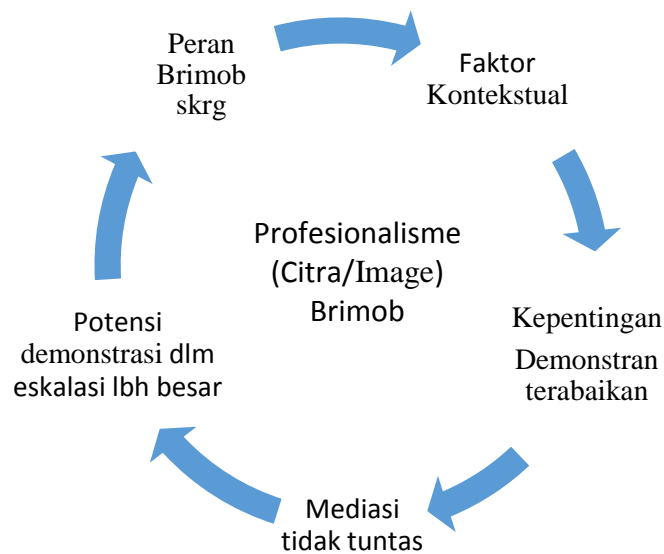 Peran
Brimob
skrg
Faktor
Kontekstual
Profesionalisme
(Citra/Image)
Brimob
Kepentingan
Demonstran
terabaikan
Mediasi
tidak tuntas
Potensi
demonstrasi dlm
eskalasi lbh besar